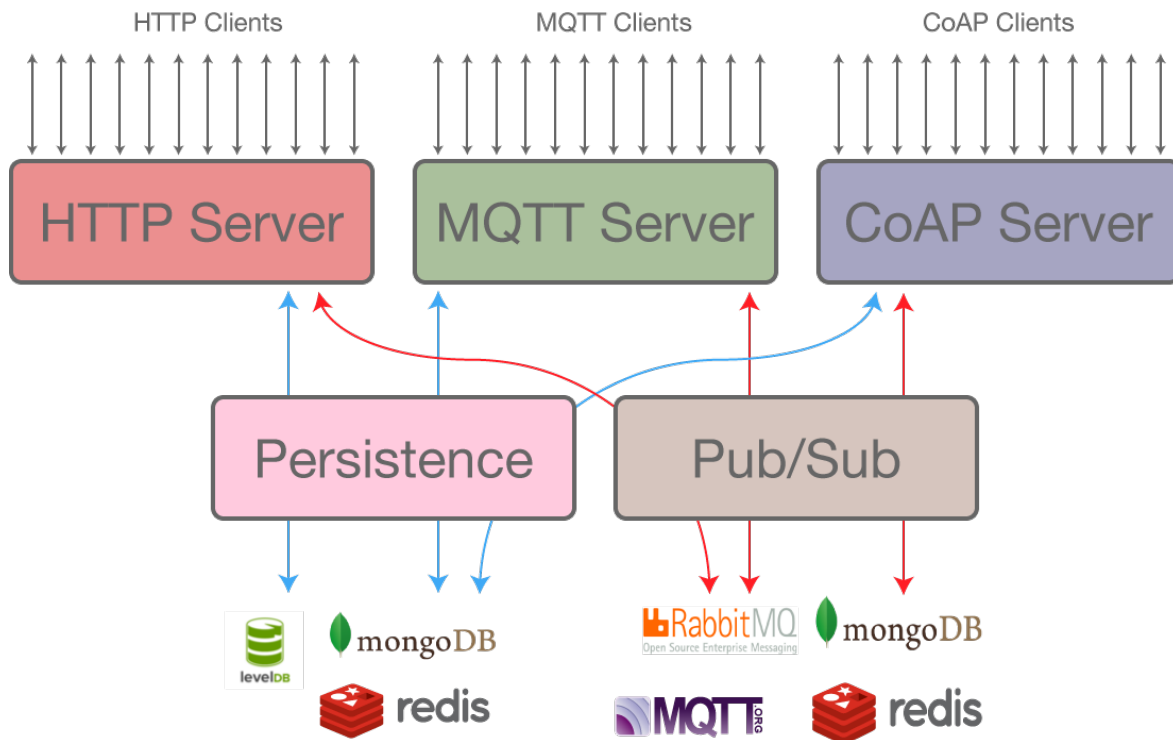 HTTP Clients
MQTT Clients
CoAP Clients
HTTP Server
MQTT Server
CoAP Server
Persistence
Pub/Sub
levelDB
mongoDB
redis
RabbitMQ
Open Source Enterprise Messaging
mongoDB
MQTT.ORG
redis